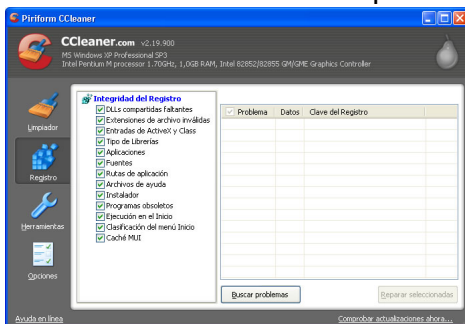 Piriform CCleaner
CCleaner.com v2.19.900
MS Windows XP Professional SP3
Intel Pentium M processor 1.70GHz, 1,0GB RAM, Intel 82852/82855 GM/GME Graphics Controller
Limpiador
Registro
Herramientas
Opciones
Integridad del Registro
DLLs compartidas faltantes
Extensiones de archivo inválidas
Entradas de ActiveX y Class
Tipo de Librerías
Aplicaciones
Fuentes
Rutas de aplicación
Archivos de ayuda
Instalador
Programas obsoletos
Ejecución en el Inicio
Clasificación del menú Inicio
Caché MUI
Problema Datos Clave del Registro
Buscar problemas
Reparar seleccionadas
Ayuda en línea
Comprobar actualizaciones ahora...